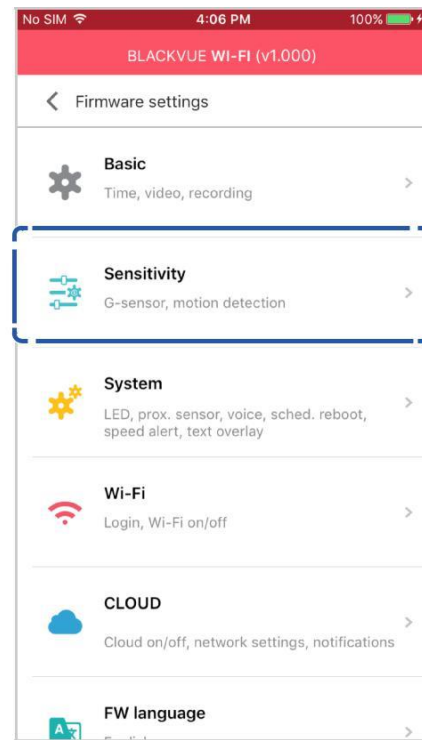 No SIM 4:06 PM 100%
BLACKVUE WI-FI (v1.000)
Firmware settings
Basic
Time, video, recording
Sensitivity
G-sensor, motion detection
System
LED, prox. sensor, voice, sched. reboot,
speed alert, text overlay
Wi-Fi
Login, Wi-Fi on/off
CLOUD
Cloud on/off, network settings, notifications
FW language